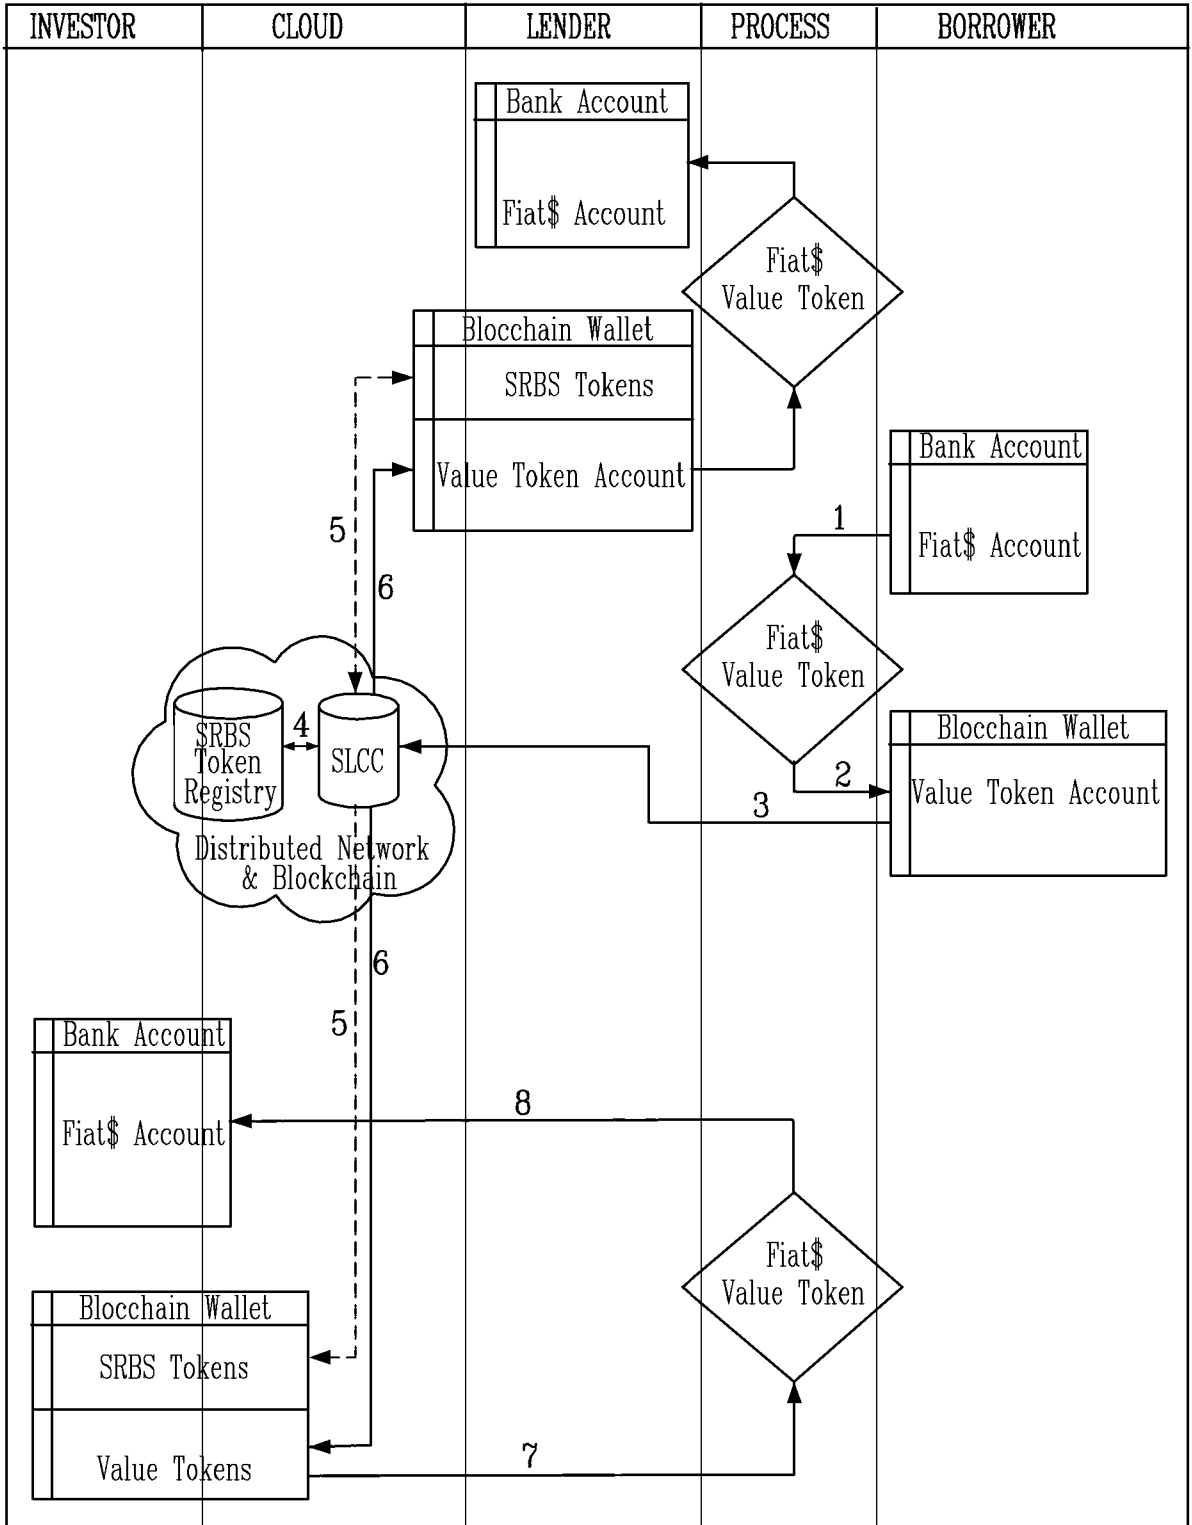 INVESTOR CLOUD LENDER PROCESS BORROWER
Bank Account
Fiat$ Account
Fiat$
Value Token
Blocchain Wallet
SRBS Tokens
Value Token Account
Bank Account
Fiat$ Account
1
5
6
Fiat$
Value Token
Blocchain Wallet
Value Token Account
2
3
SRBS
Token
Registry
4
SLCC
Distributed Network
& Blockchain
6
5
Bank Account
Fiat$ Account
8
Fiat$
Value Token
Blocchain Wallet
SRBS Tokens
Value Tokens
7